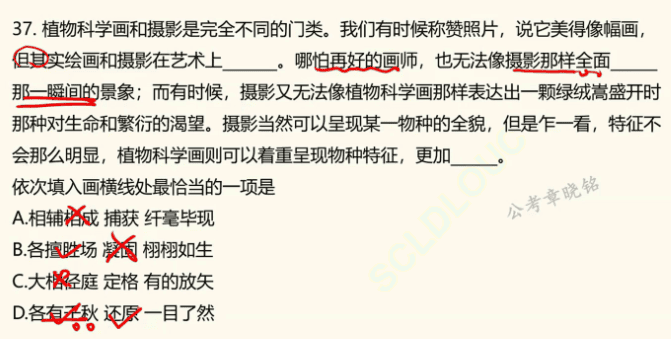 37. 植物科学画和摄影是完全不同的门类。我们有时候称赞照片，说它美得像幅画，
但其实绘画和摄影在艺术上______。哪怕再好的画师，也无法像摄影那样全面______
那一瞬间的景象；而有时候，摄影又无法像植物科学画那样表达出一颗绿绒蒿盛开时
那种对生命和繁衍的渴望。摄影当然可以呈现某一物种的全貌，但是乍一看，特征不
会那么明显，植物科学画则可以着重呈现物种特征，更加______。
依次填入画横线处最恰当的一项是
A.相辅相成 捕获 纤毫毕现
B.各擅胜场 凝固 栩栩如生
C.大相径庭 定格 有的放矢
D.各有千秋 还原 一目了然
公考章晓铭